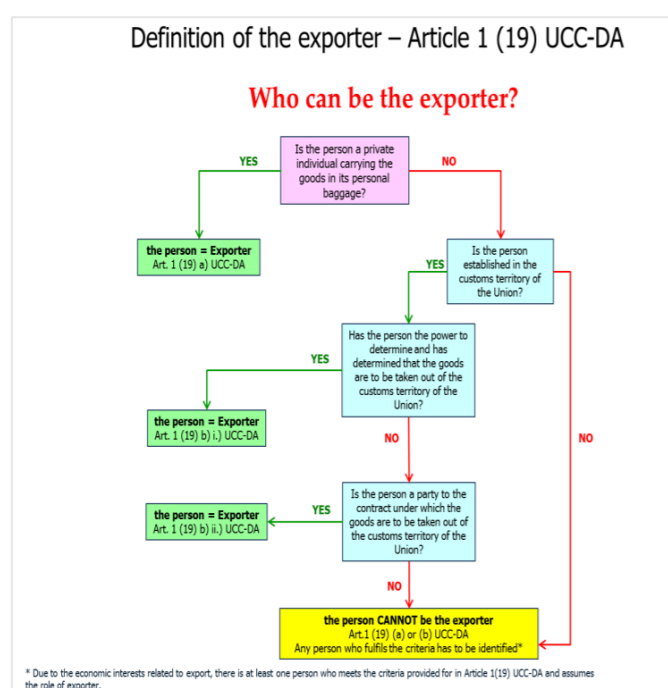 Definition of the exporter – Article 1 (19) UCC-DA
Who can be the exporter?
Is the person a private
individual carrying the
goods in its personal
baggage?
YES
NO
the person = Exporter
Art. 1 (19) a) UCC-DA
Is the person
established in the
customs territory of
the Union?
YES
NO
Has the person the power to
determine and has
determined that the goods
are to be taken out of the
customs territory of the
Union?
YES
NO
the person = Exporter
Art. 1 (19) b) i.) UCC-DA
Is the person a party to the
contract under which the
goods are to be taken out of
the customs territory of the
Union?
YES
NO
the person = Exporter
Art. 1 (19) b) ii.) UCC-DA
the person CANNOT be the exporter
Art.1 (19) (a) or (b) UCC-DA
Any person who fulfils the criteria has to be identified*
* Due to the economic interests related to export, there is at least one person who meets the criteria provided for in Article 1(19) UCC-DA and assumes
the role of exporter.